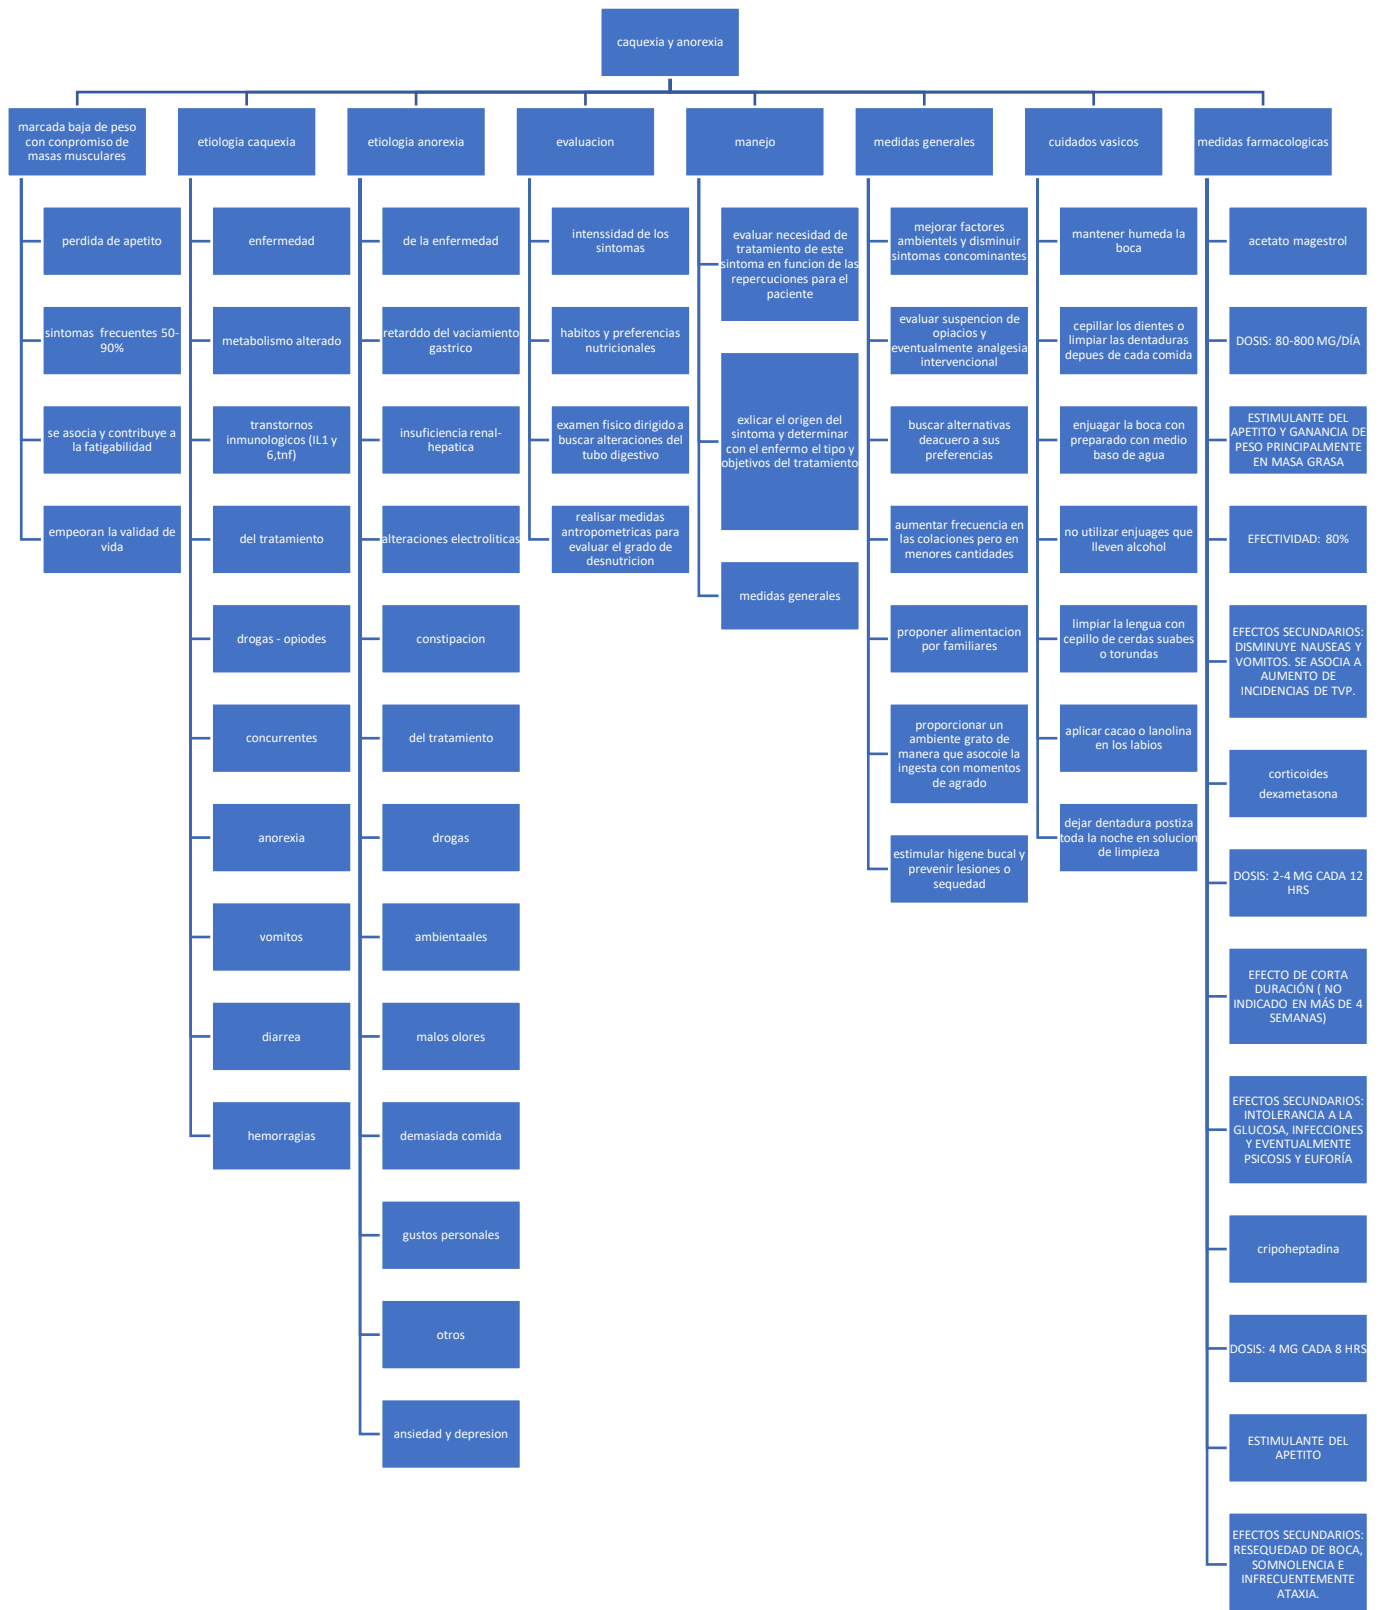 caquexia y anorexia
marcada baja de peso
con conpromiso de
masas musculares
perdida de apetito
sintomas frecuentes 50-
90%
se asocia y contribuye a
la fatigabilidad
empeoran la validad de
vida
etiologia caquexia
enfermedad
metabolismo alterado
transtornos
inmunologicos (IL1 y
6,tnf)
del tratamiento
drogas - opiodes
concurrentes
anorexia
vomitos
diarrea
hemorragias
etiologia anorexia
de la enfermedad
retarddo del vaciamiento
gastrico
insuficiencia renal-
hepatica
alteraciones electroliticas
constipacion
del tratamiento
drogas
ambientaales
malos olores
demasiada comida
gustos personales
otros
ansiedad y depresion
evaluacion
intenssidad de los
sintomas
habitos y preferencias
nutricionales
examen fisico dirigido a
buscar alteraciones del
tubo digestivo
realisar medidas
antropometricas para
evaluar el grado de
desnutricion
manejo
evaluar necesidad de
tratamiento de este
sintoma en funcion de las
repercuciones para el
paciente
exlicar el origen del
sintoma y determinar
con el enfermo el tipo y
objetivos del tratamiento
medidas generales
medidas generales
mejorar factores
ambientels y disminuir
sintomas concominantes
evaluar suspencion de
opiacios y
eventualmente analgesia
intervencional
buscar alternativas
deacuero a sus
preferencias
aumentar frecuencia en
las colaciones pero en
menores cantidades
proponer alimentacion
por familiares
proporcionar un
ambiente grato de
manera que asocoie la
ingesta con momentos
de agrado
estimular higene bucal y
prevenir lesiones o
sequedad
cuidados vasicos
mantener humeda la
boca
cepillar los dientes o
limpiar las dentaduras
depues de cada comida
enjuagar la boca con
preparado con medio
baso de agua
no utilizar enjuages que
lleven alcohol
limpiar la lengua con
cepillo de cerdas suabes
o torundas
aplicar cacao o lanolina
en los labios
dejar dentadura postiza
toda la noche en solucion
de limpieza
medidas farmacologicas
acetato magestrol
DOSIS: 80-800 MG/DÍA
ESTIMULANTE DEL
APETITO Y GANANCIA DE
PESO PRINCIPALMENTE
EN MASA GRASA
EFECTIVIDAD: 80%
EFECTOS SECUNDARIOS:
DISMINUYE NAUSEAS Y
VOMITOS. SE ASOCIA A
AUMENTO DE
INCIDENCIAS DE TVP.
corticoides
dexametasona
DOSIS: 2-4 MG CADA 12
HRS
EFECTO DE CORTA
DURACIÓN ( NO
INDICADO EN MÁS DE 4
SEMANAS)
EFECTOS SECUNDARIOS:
INTOLERANCIA A LA
GLUCOSA, INFECCIONES
Y EVENTUALMENTE
PSICOSIS Y EUFORÍA
cripoheptadina
DOSIS: 4 MG CADA 8 HRS
ESTIMULANTE DEL
APETITO
EFECTOS SECUNDARIOS:
RESEQUEDAD DE BOCA,
SOMNOLENCIA E
INFRECUENTEMENTE
ATAXIA.